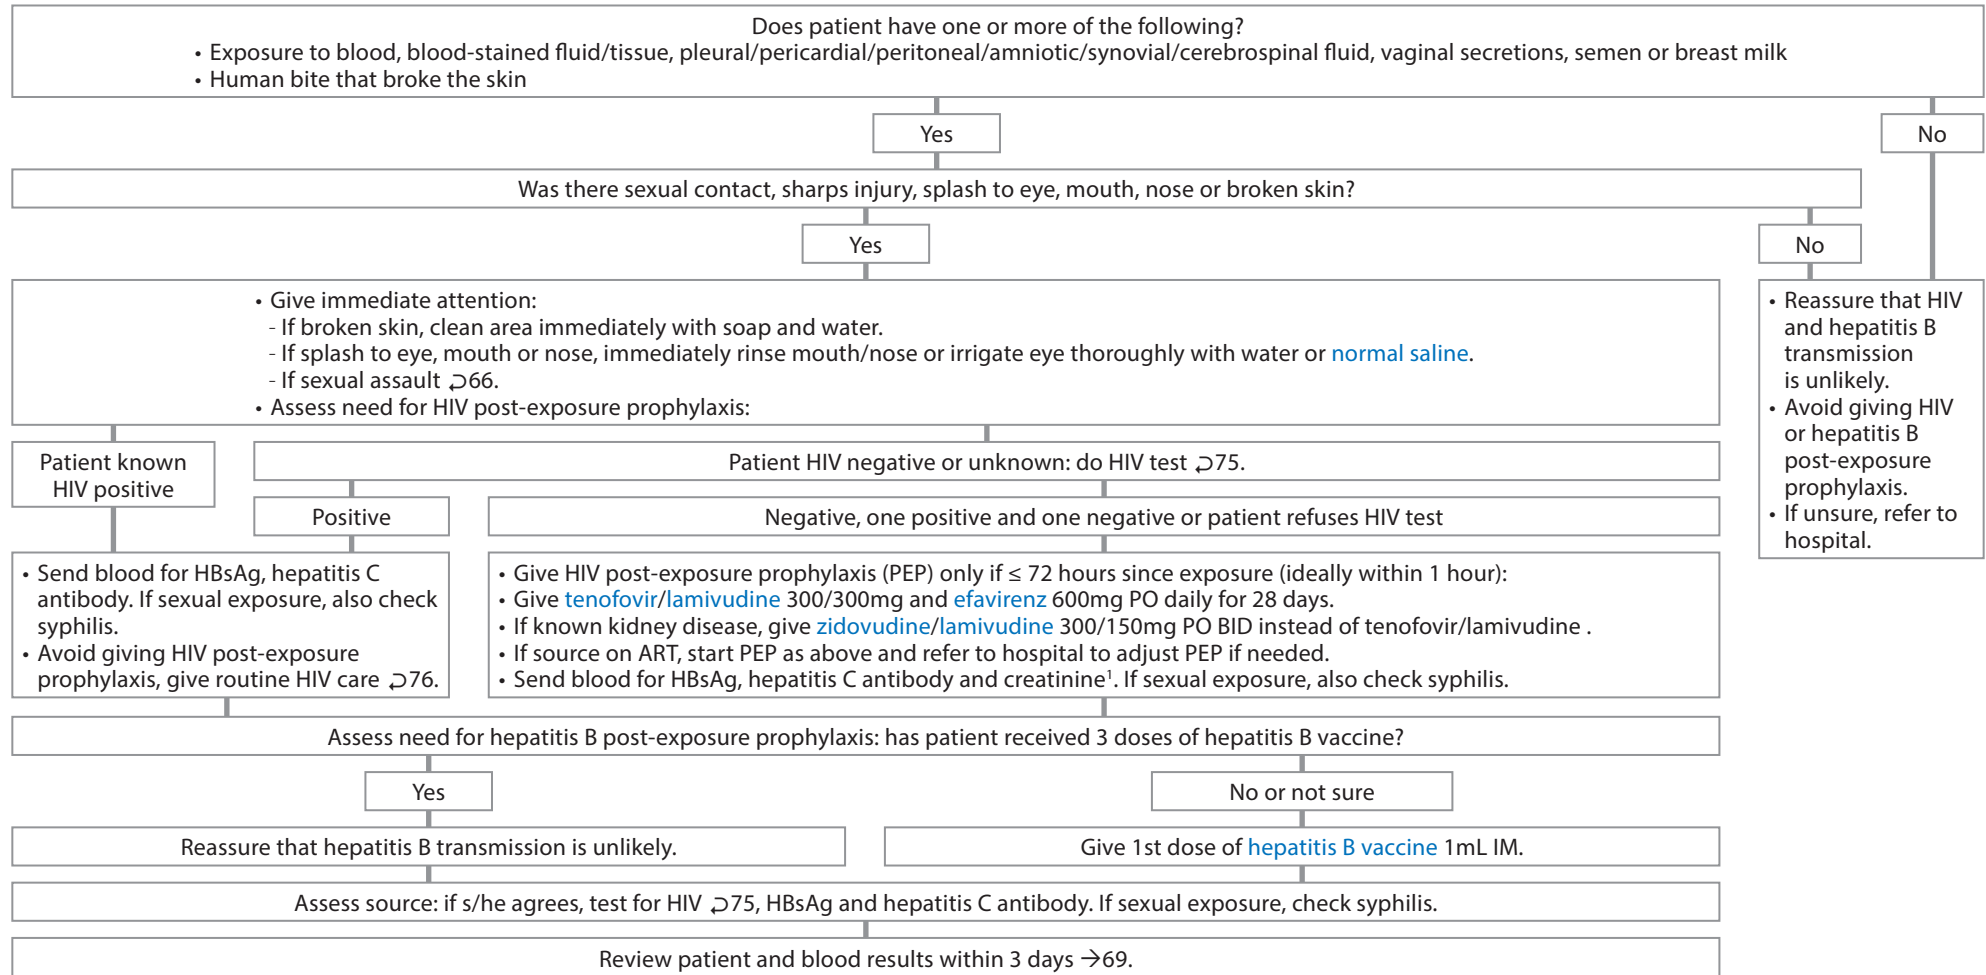 Does patient have one or more of the following?
• Exposure to blood, blood-stained fluid/tissue, pleural/pericardial/peritoneal/amniotic/synovial/cerebrospinal fluid, vaginal secretions, semen or breast milk
• Human bite that broke the skin
Yes
No
Was there sexual contact, sharps injury, splash to eye, mouth, nose or broken skin?
Yes
No
• Give immediate attention:
- If broken skin, clean area immediately with soap and water.
- If splash to eye, mouth or nose, immediately rinse mouth/nose or irrigate eye thoroughly with water or normal saline.
- If sexual assault ⮌66.
• Assess need for HIV post-exposure prophylaxis:
• Reassure that HIV
and hepatitis B
transmission
is unlikely.
• Avoid giving HIV
or hepatitis B
post-exposure
prophylaxis.
• If unsure, refer to
hospital.
Patient known
HIV positive
Patient HIV negative or unknown: do HIV test ⮌75.
Positive
Negative, one positive and one negative or patient refuses HIV test
• Send blood for HBsAg, hepatitis C
antibody. If sexual exposure, also check
syphilis.
• Avoid giving HIV post-exposure
prophylaxis, give routine HIV care ⮌76.
• Give HIV post-exposure prophylaxis (PEP) only if ≤ 72 hours since exposure (ideally within 1 hour):
• Give tenofovir/lamivudine 300/300mg and efavirenz 600mg PO daily for 28 days.
• If known kidney disease, give zidovudine/lamivudine 300/150mg PO BID instead of tenofovir/lamivudine .
• If source on ART, start PEP as above and refer to hospital to adjust PEP if needed.
• Send blood for HBsAg, hepatitis C antibody and creatinine¹. If sexual exposure, also check syphilis.
Assess need for hepatitis B post-exposure prophylaxis: has patient received 3 doses of hepatitis B vaccine?
Yes
No or not sure
Reassure that hepatitis B transmission is unlikely.
Give 1st dose of hepatitis B vaccine 1mL IM.
Assess source: if s/he agrees, test for HIV ⮌75, HBsAg and hepatitis C antibody. If sexual exposure, check syphilis.
Review patient and blood results within 3 days →69.